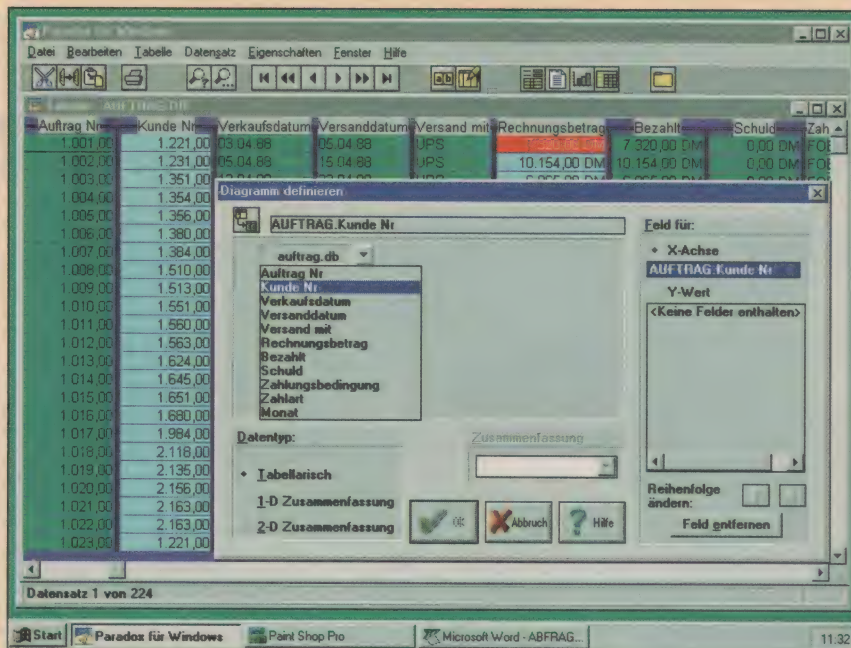 Paradox für Windows
Datei Bearbeiten Tabelle Datensatz Eigenschaften Fenster Hilfe
AUFTRAG.DB
Auftrag Nr Kunde Nr Verkaufsdatum Versanddatum Versand mit Rechnungsbetrag Bezahlt Schuld Zah
1.001,00 1.221,00 03.04.88 05.04.88 UPS 7.320,00 DM 7.320,00 DM 0,00 DM FOB
1.002,00 1.231,00 05.04.88 15.04.88 UPS 10.154,00 DM 10.154,00 DM 0,00 DM FOB
1.003,00 1.351,00
1.004,00 1.354,00
1.005,00 1.356,00
1.006,00 1.380,00
1.007,00 1.384,00
1.008,00 1.510,00
1.009,00 1.513,00
1.010,00 1.551,00
1.011,00 1.560,00
1.012,00 1.563,00
1.013,00 1.624,00
1.014,00 1.645,00
1.015,00 1.651,00
1.016,00 1.680,00
1.017,00 1.984,00
1.018,00 2.118,00
1.019,00 2.135,00
1.020,00 2.156,00
1.021,00 2.163,00
1.022,00 2.163,00
1.023,00 1.221,00
Diagramm definieren
AUFTRAG.Kunde Nr
auftrag.db
Auftrag Nr
Kunde Nr
Verkaufsdatum
Versanddatum
Versand mit
Rechnungsbetrag
Bezahlt
Schuld
Zahlungsbedingung
Zahlart
Monat
Datentyp:
Tabellarisch
1-D Zusammenfassung
2-D Zusammenfassung
Zusammenfassung
OK
Abbruch
Hilfe
Feld für:
X-Achse
AUFTRAG.Kunde Nr
Y-Wert
<Keine Felder enthalten>
Reihenfolge
ändern:
Feld entfernen
Datensatz 1 von 224
Start Paradox für Windows Paint Shop Pro Microsoft Word - ABFRAG... 11:32